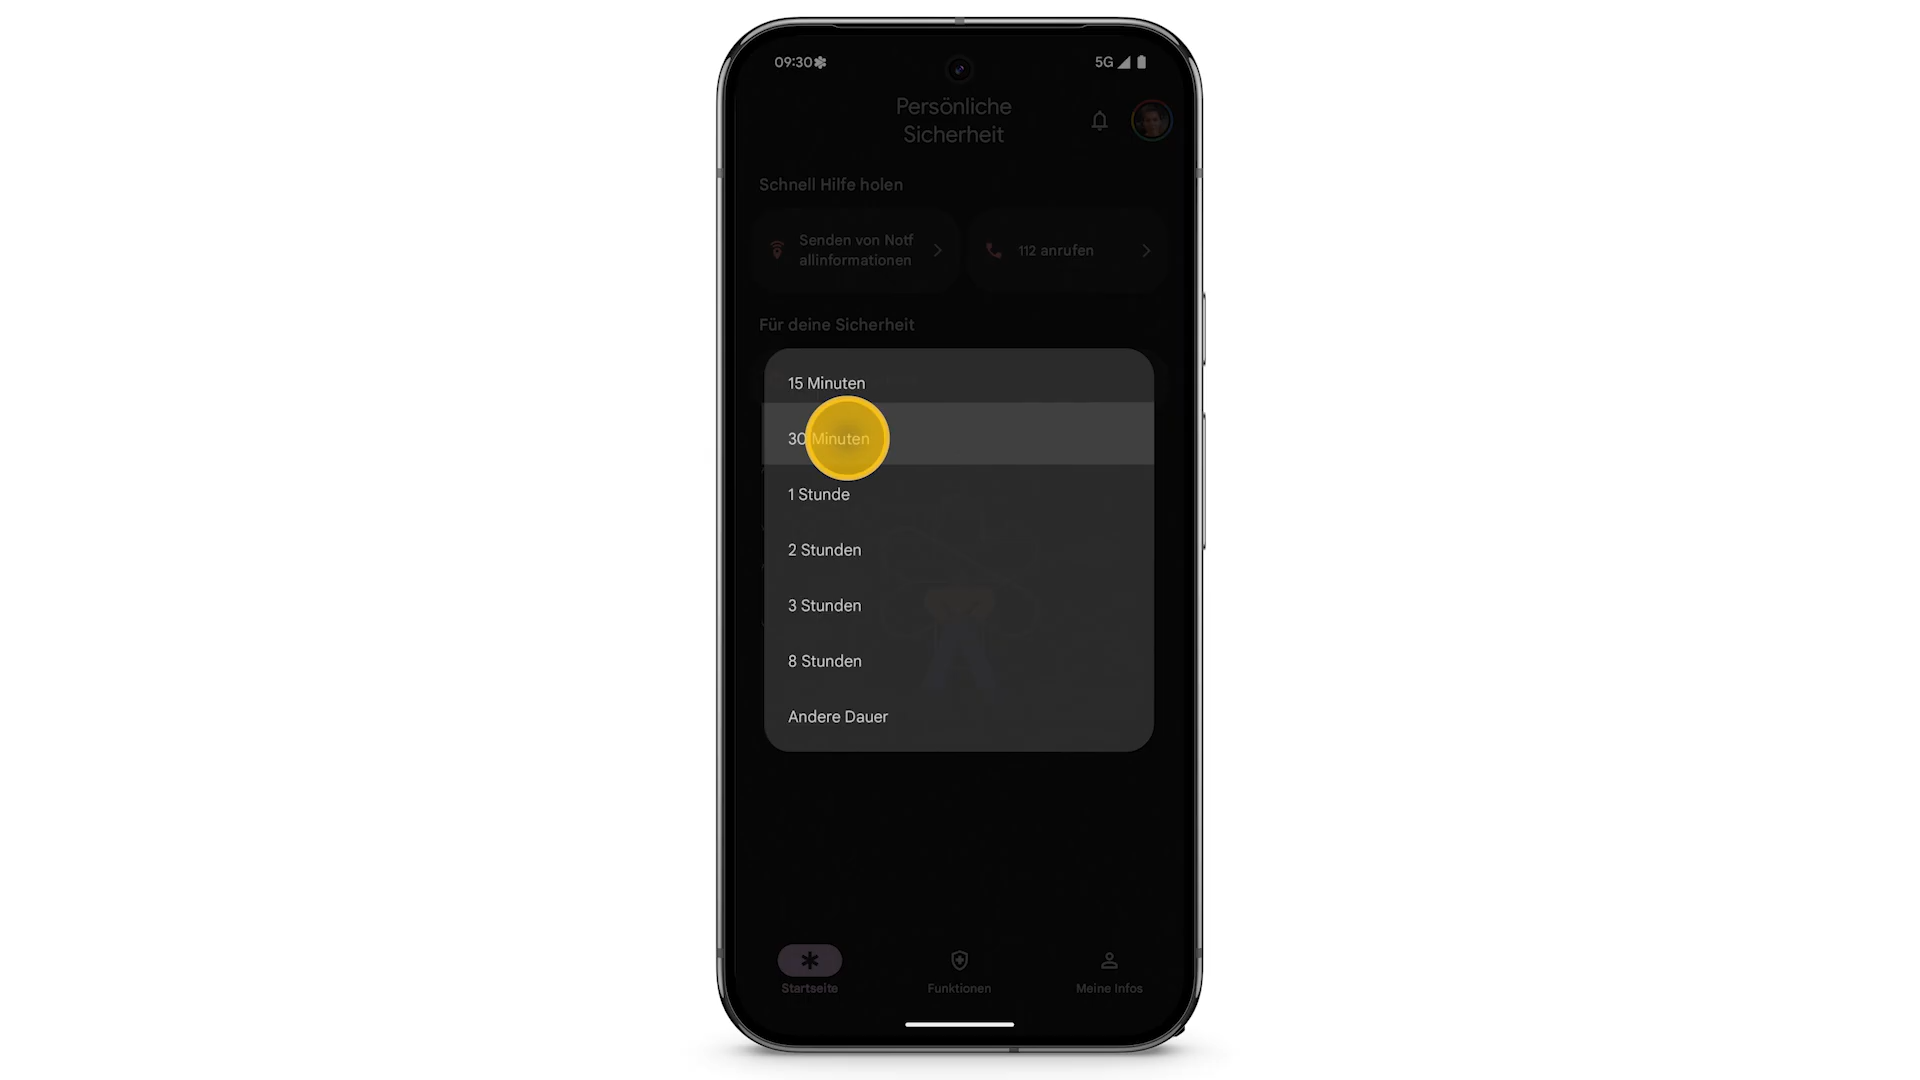 09:30
5G
Persönliche
Sicherheit
Schnell Hilfe holen
Senden von Notf
allinformationen
112 anrufen
Für deine Sicherheit
15 Minuten
30 Minuten
1 Stunde
2 Stunden
3 Stunden
8 Stunden
Andere Dauer
Startseite
Funktionen
Meine Infos